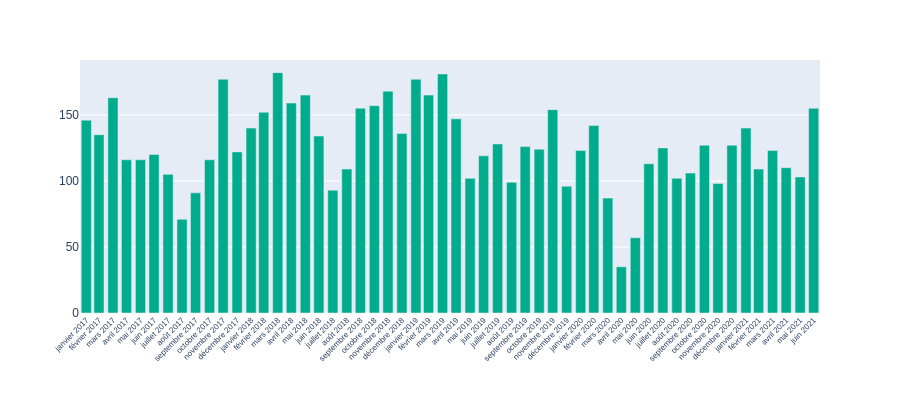 150
100
50
0
janvier 2017
février 2017
mars 2017
avril 2017
mai 2017
juin 2017
juillet 2017
août 2017
septembre 2017
octobre 2017
novembre 2017
décembre 2017
janvier 2018
février 2018
mars 2018
avril 2018
mai 2018
juin 2018
juillet 2018
août 2018
septembre 2018
octobre 2018
novembre 2018
décembre 2018
janvier 2019
février 2019
mars 2019
avril 2019
mai 2019
juin 2019
juillet 2019
août 2019
septembre 2019
octobre 2019
novembre 2019
décembre 2019
janvier 2020
février 2020
mars 2020
avril 2020
mai 2020
juin 2020
juillet 2020
août 2020
septembre 2020
octobre 2020
novembre 2020
décembre 2020
janvier 2021
février 2021
mars 2021
avril 2021
mai 2021
juin 2021